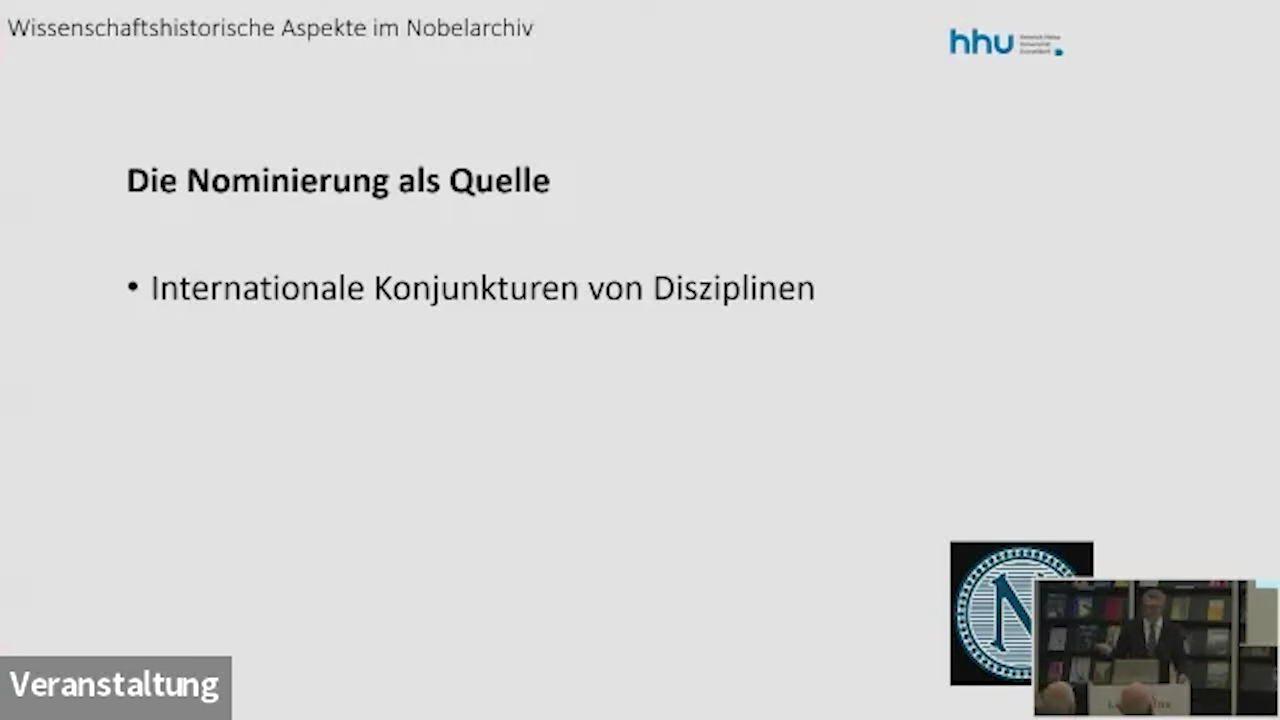 Wissenschaftshistorische Aspekte im Nobelarchiv
hhu
Die Nominierung als Quelle
• Internationale Konjunkturen von Disziplinen
N
Veranstaltung